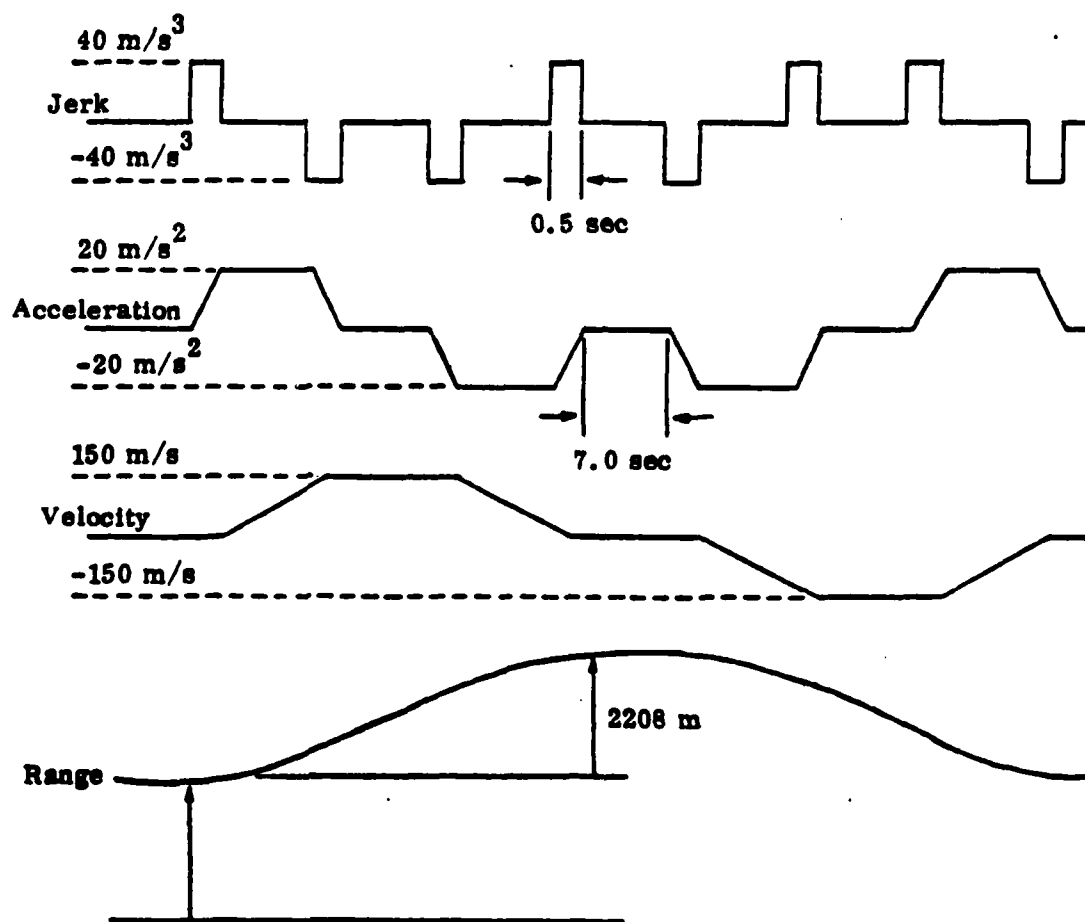 40 m/s³
Jerk
-40 m/s³
0.5 sec
20 m/s²
Acceleration
-20 m/s²
7.0 sec
150 m/s
Velocity
-150 m/s
2208 m
Range